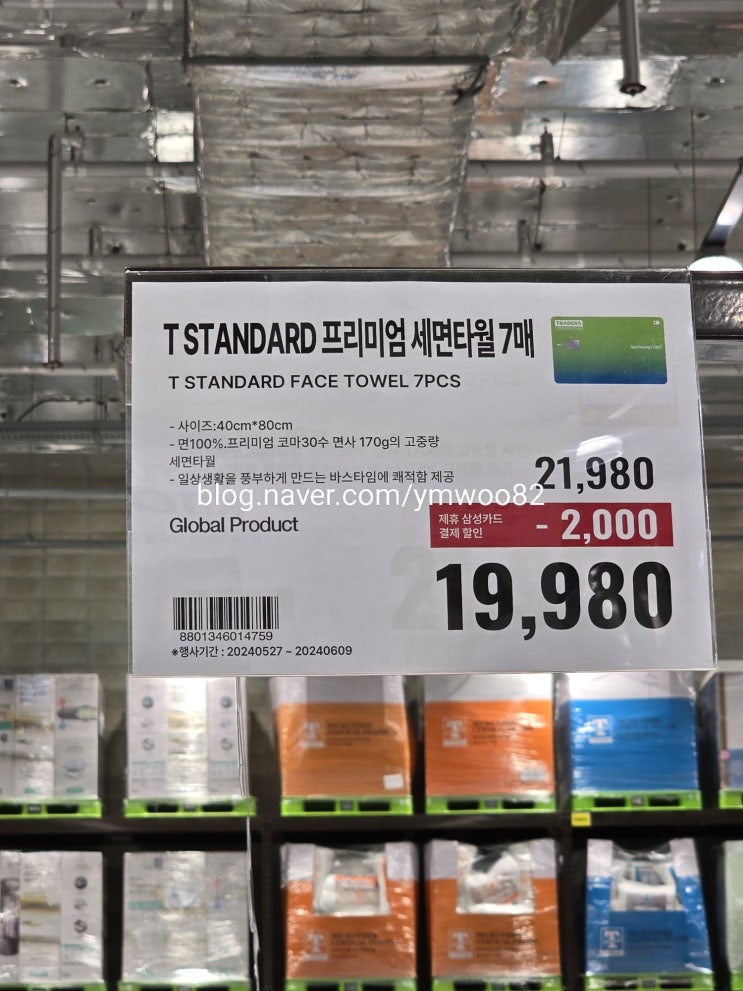 T STANDARD 프리미엄 세면타월 7매
TRADERS
Samsung Card
T STANDARD FACE TOWEL 7PCS
- 사이즈:40cm*80cm
- 면100%.프리미엄 코마30수 면사 170g의 고중량
세면타월
- 일상생활을 풍부하게 만드는 바스타임에 쾌적함 제공
21,980
blog.naver.com/ymwoo82
Global Product
제휴 삼성카드
결제 할인
- 2,000
19,980
8801346014759
※행사기간 : 20240527 ~ 20240609